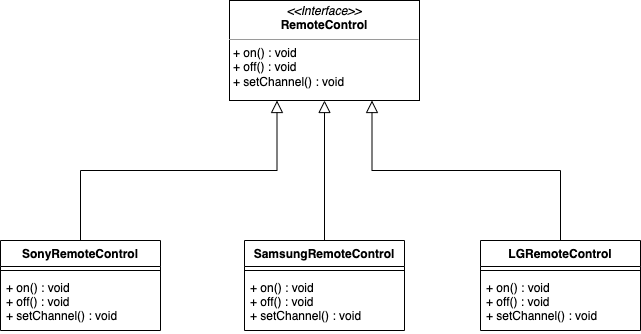 <<Interface>>
RemoteControl
+ on() : void
+ off() : void
+ setChannel() : void
SonyRemoteControl
+ on() : void
+ off() : void
+ setChannel() : void
SamsungRemoteControl
+ on() : void
+ off() : void
+ setChannel() : void
LGRemoteControl
+ on() : void
+ off() : void
+ setChannel() : void